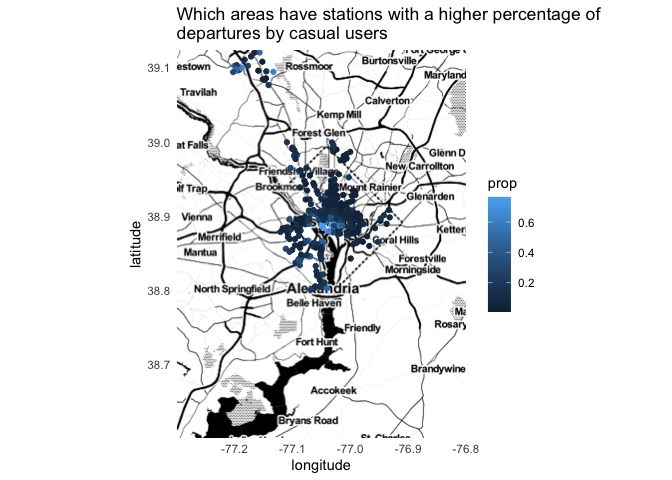 Which areas have stations with a higher percentage of
departures by casual users
Rossmoor
Burtonsville
estown
Maryland
Travilah
Calverton
Kemp Mill
Forest Glen
at Falls
Glenn D
New Carrollton
Friendship Village
Brookmo
Mount Rainier
lf Trap
Glenarden
Vienna
Ketter
Merrifield
Coral Hills
Mantua
Forestville
Morningside
North Springfield
Alexandria
Belle Haven
Ma
Rosary
Friendly
Fort Hunt
Brandywine
Accokeek
Bryans Road
St. Charles
39.1
39.0
38.9
38.8
38.7
latitude
-77.2 -77.1 -77.0 -76.9 -76.8
longitude
prop
0.6
0.4
0.2